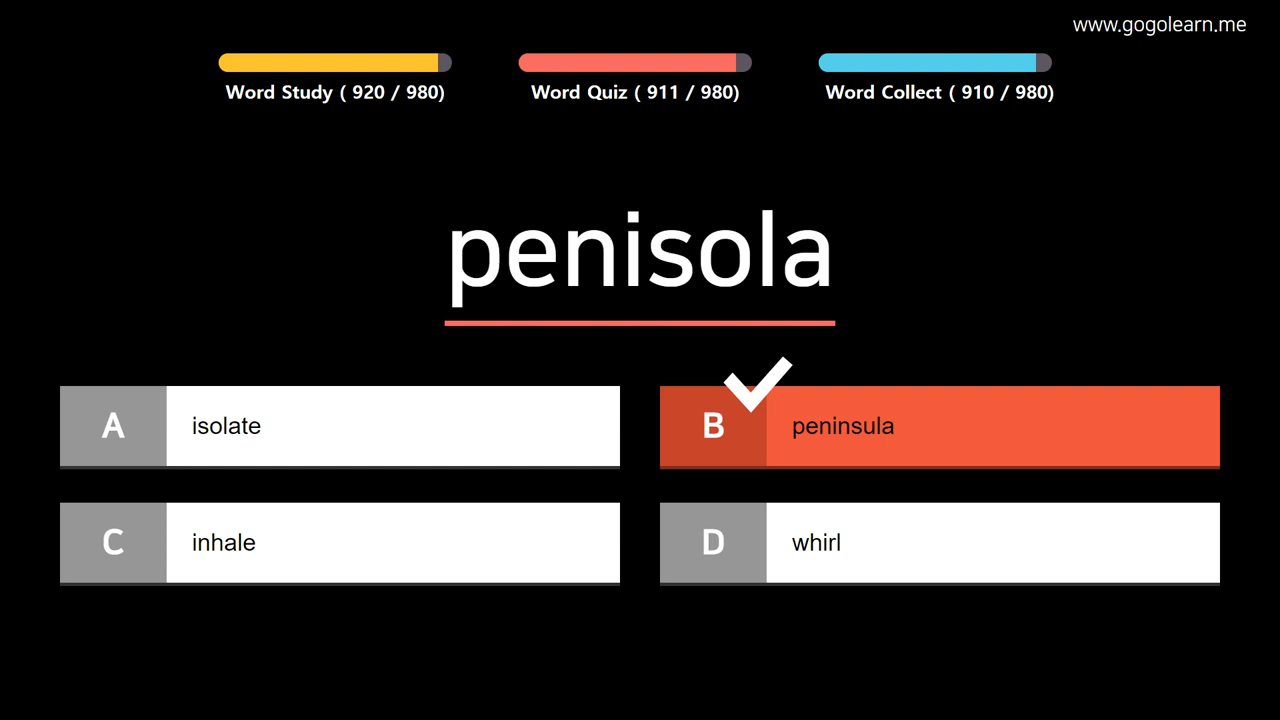 www.gogolearn.me
Word Study ( 920 / 980)
Word Quiz ( 911 / 980)
Word Collect ( 910 / 980)
penisola
A
isolate
B
peninsula
C
inhale
D
whirl